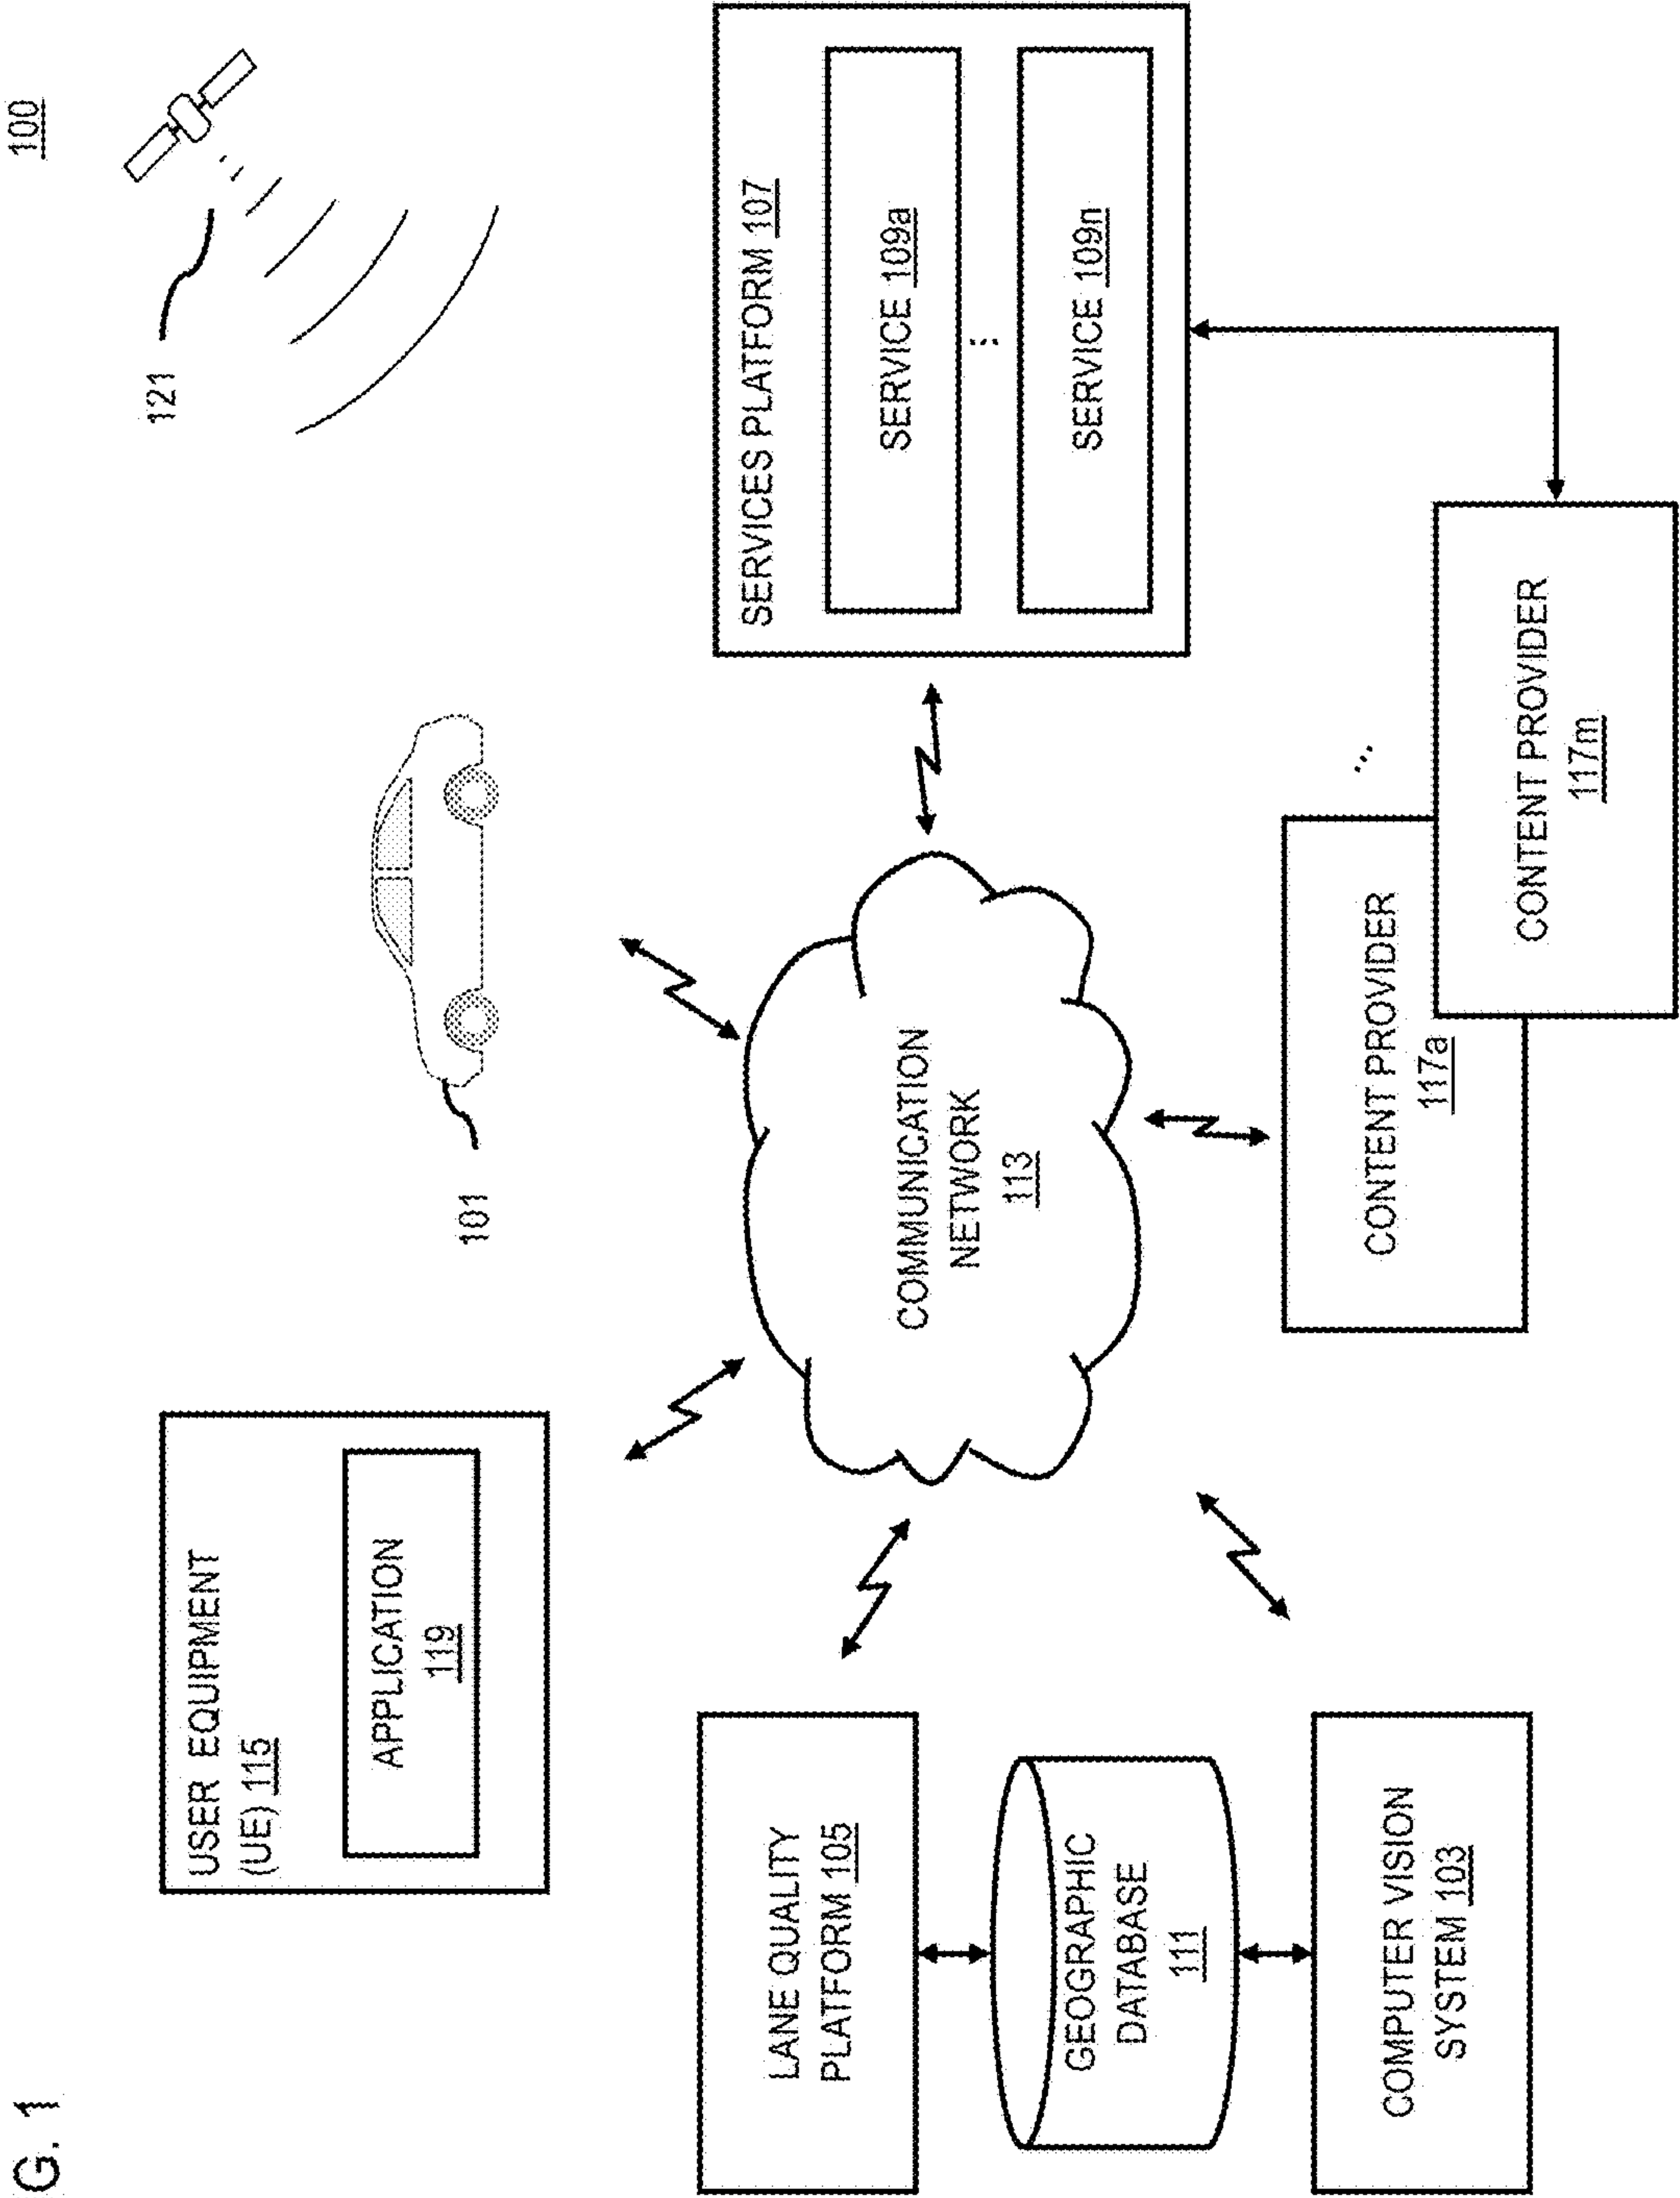 G. 1
100
USER EQUIPMENT
(UE) 115
APPLICATION
119
101
121
LANE QUALITY
PLATFORM 105
GEOGRAPHIC
DATABASE
111
COMPUTER VISION
SYSTEM 103
COMMUNICATION
NETWORK
113
SERVICES PLATFORM 107
SERVICE 109a
...
SERVICE 109n
CONTENT PROVIDER
117a
...
CONTENT PROVIDER
117m